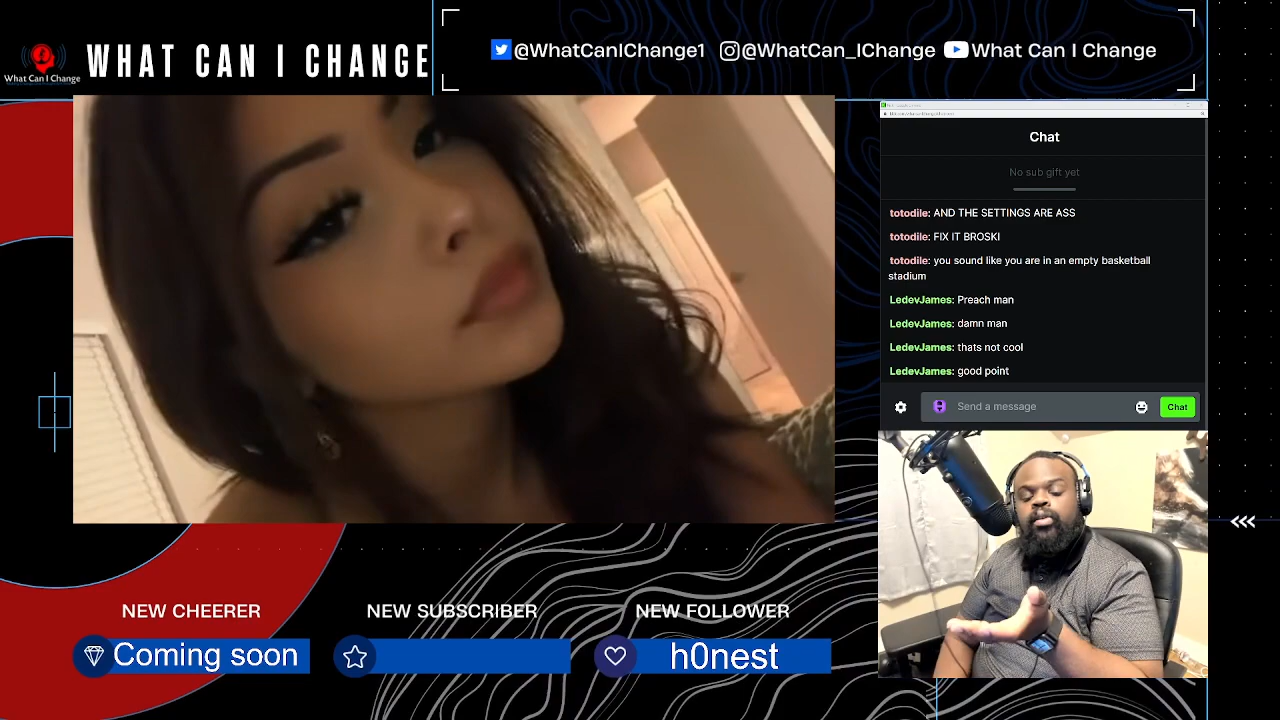 What Can I Change
WHAT CAN I CHANGE
@WhatCanIChange1 @WhatCan_IChange What Can I Change
Chat
No sub gift yet
totodile: AND THE SETTINGS ARE ASS
totodile: FIX IT BROSKI
totodile: you sound like you are in an empty basketball
stadium
LedevJames: Preach man
LedevJames: damn man
LedevJames: thats not cool
LedevJames: good point
Send a message
Chat
NEW CHEERER
NEW SUBSCRIBER
NEW FOLLOWER
Coming soon
h0nest